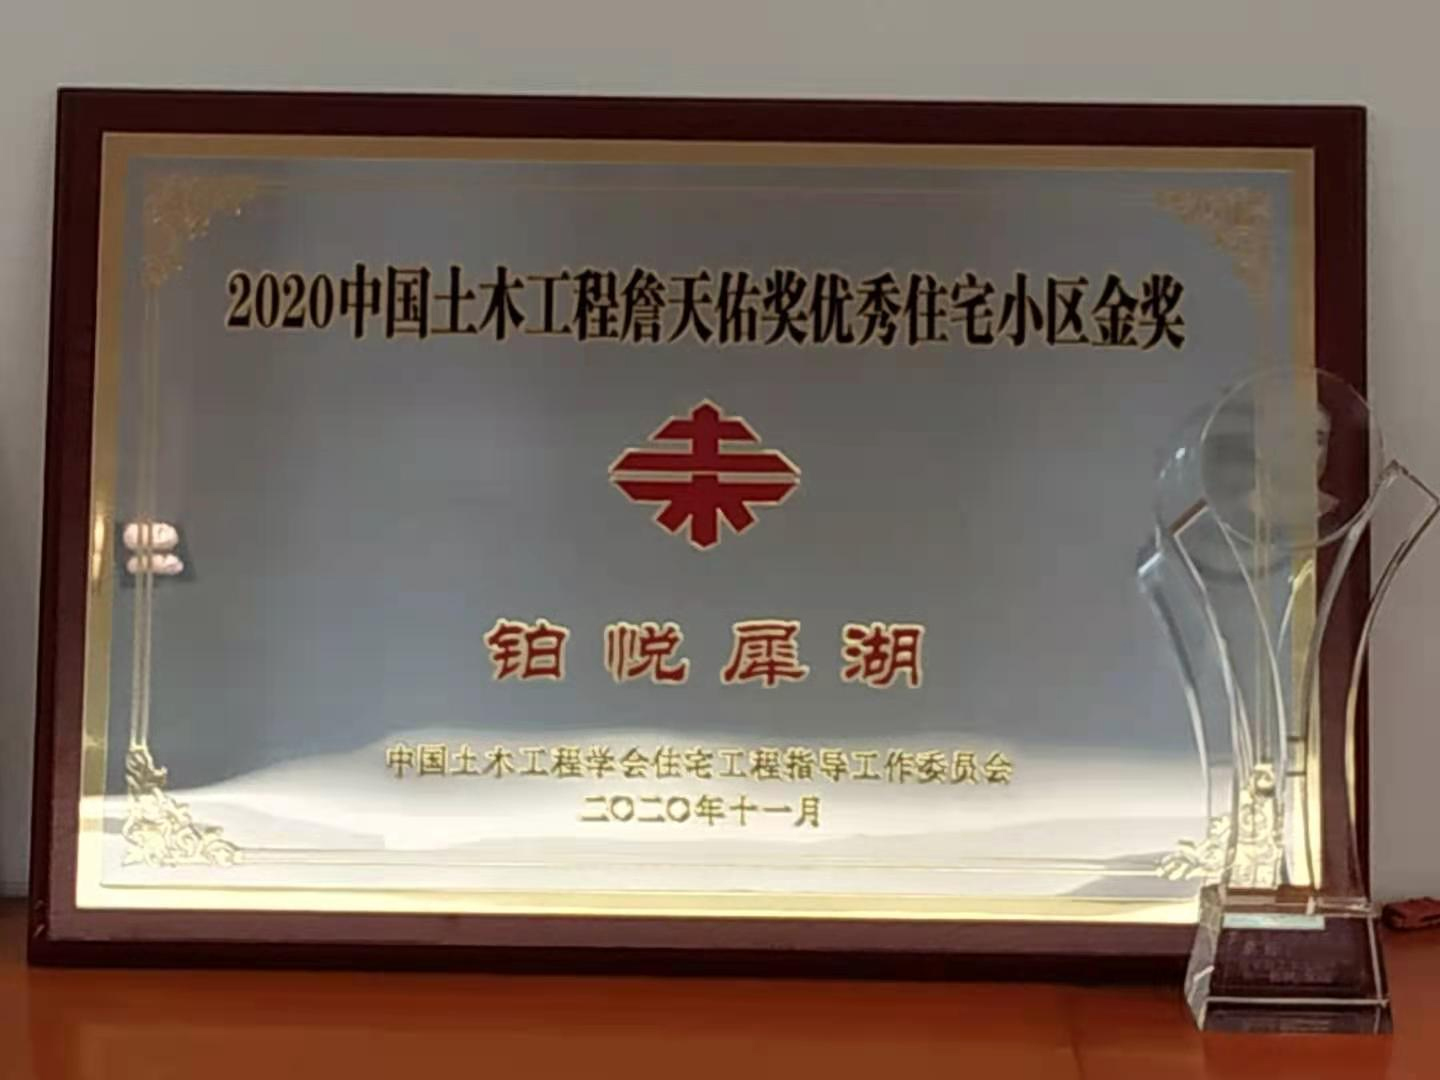 2020中国土木工程詹天佑奖优秀住宅小区金奖
铂悦犀湖
中国土木工程学会住宅工程指导工作委员会
二〇二〇年十一月